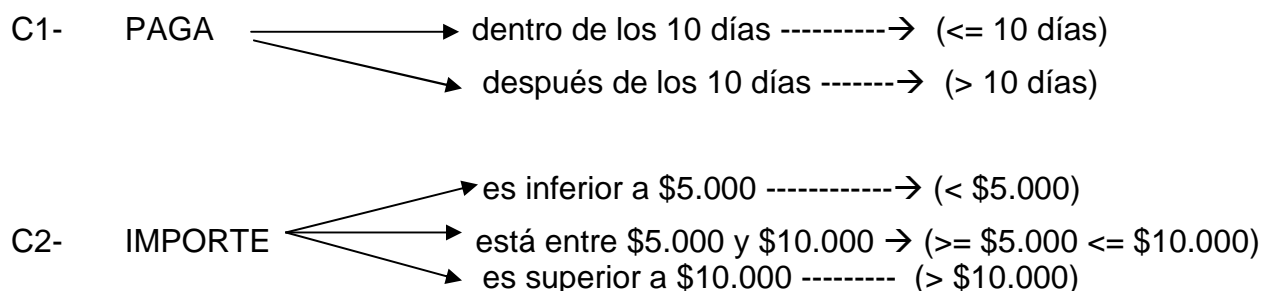 C1- PAGA dentro de los 10 días ----------→ (<= 10 días)
después de los 10 días -------→ (> 10 días)
es inferior a $5.000 ------------→ (< $5.000)
C2- IMPORTE está entre $5.000 y $10.000 → (>= $5.000 <= $10.000)
es superior a $10.000 --------- (> $10.000)